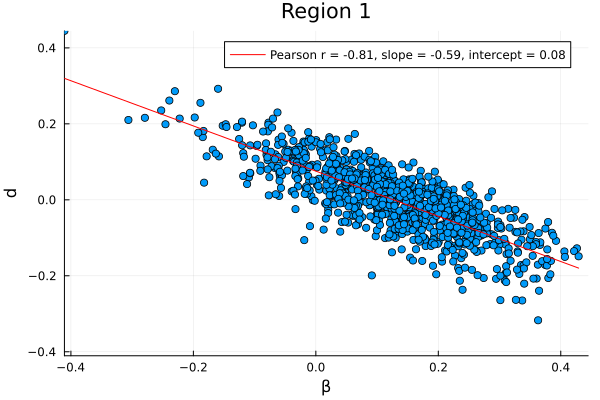 Region 1
Pearson r = -0.81, slope = -0.59, intercept = 0.08
d
0.4
0.2
0.0
−0.2
−0.4
−0.4
−0.2
0.0
0.2
0.4
β